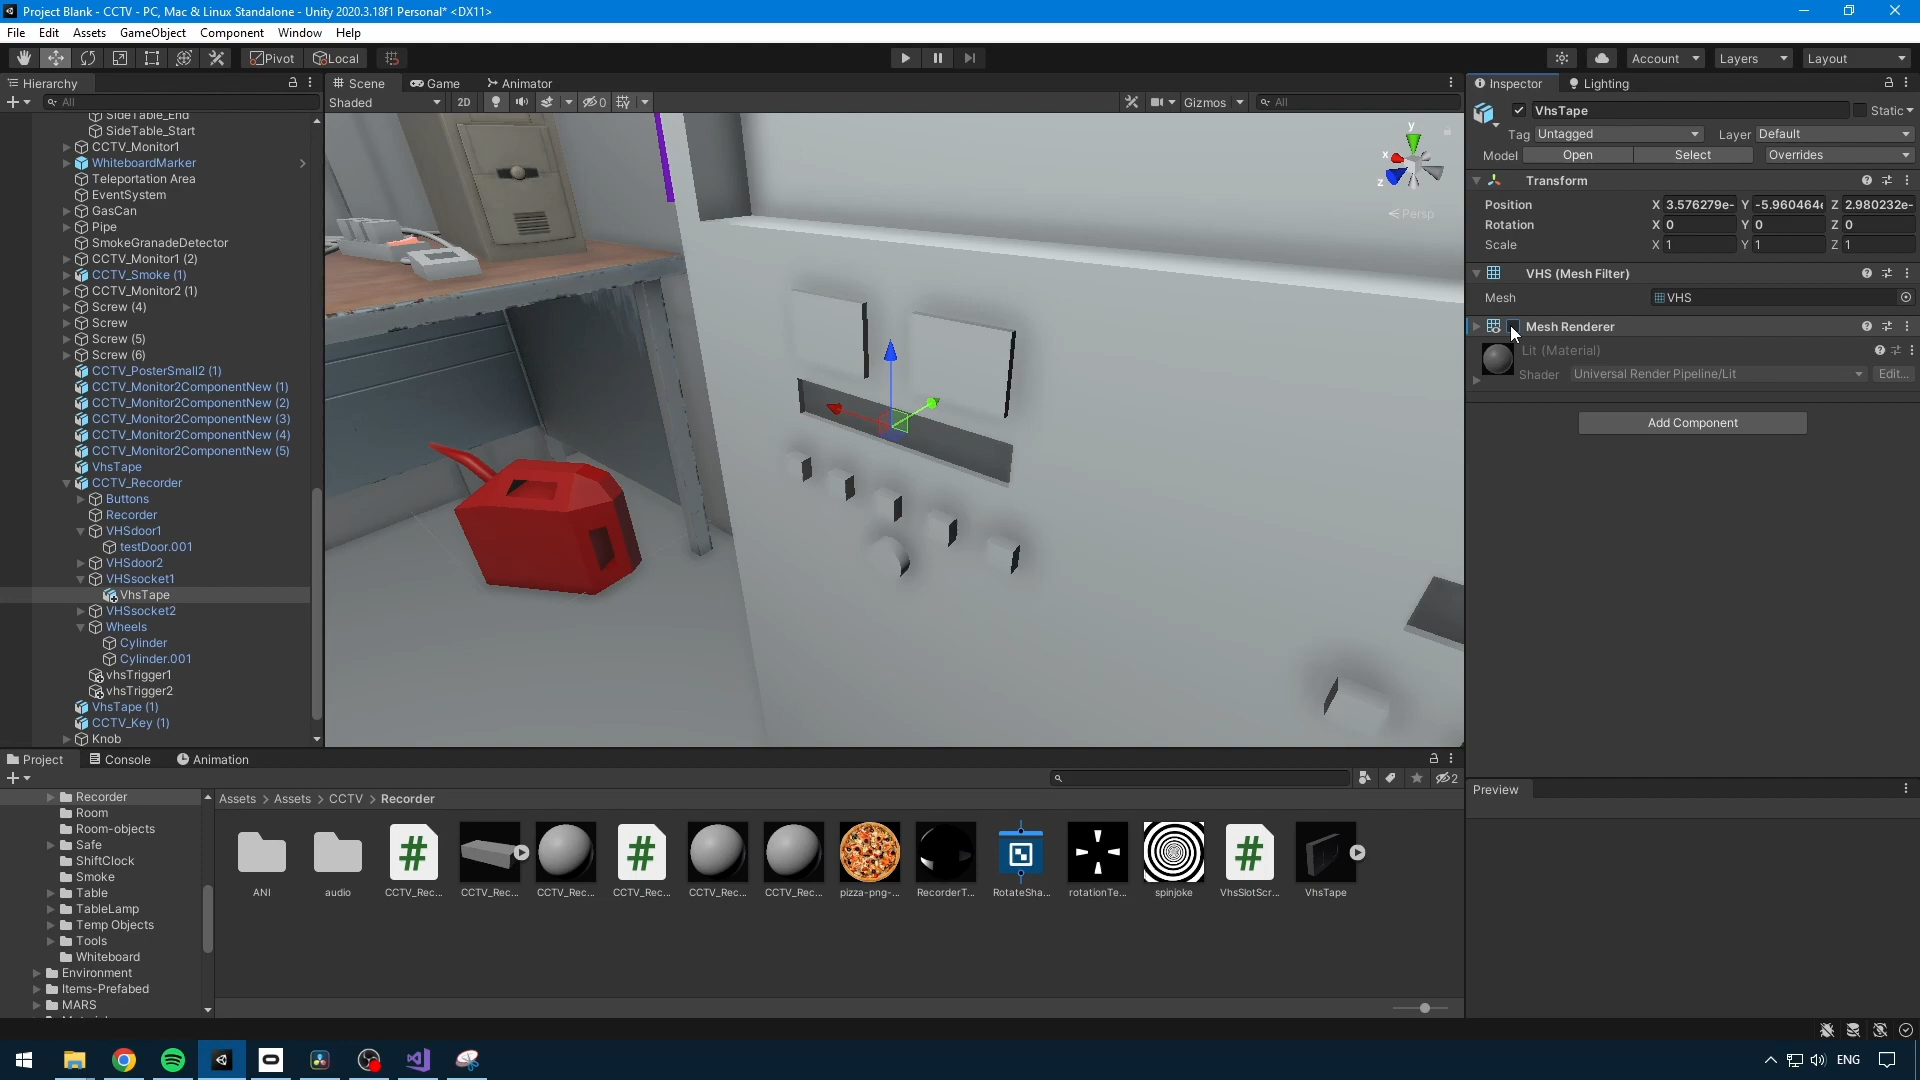 Project Blank - CCTV - PC, Mac & Linux Standalone - Unity 2020.3.18f1 Personal* <DX11>
File Edit Assets GameObject Component Window Help
Pivot Local Account Layers Layout
Hierarchy Scene Game Animator Inspector Lighting
All Shaded 2D 0 Gizmos All
VhsTape Static
Tag Untagged Layer Default
Model Open Select Overrides
Transform
Position X 3.576279e- Y -5.960464e Z 2.980232e-
Rotation X 0 Y 0 Z 0
Scale X 1 Y 1 Z 1
VHS (Mesh Filter)
Mesh VHS
Mesh Renderer
Lit (Material)
Shader Universal Render Pipeline/Lit Edit...
Add Component
Preview
y
x
z
Persp
SideTable_End
SideTable_Start
CCTV_Monitor1
WhiteboardMarker
Teleportation Area
EventSystem
GasCan
Pipe
SmokeGranadeDetector
CCTV_Monitor1 (2)
CCTV_Smoke (1)
CCTV_Monitor2 (1)
Screw (4)
Screw
Screw (5)
Screw (6)
CCTV_PosterSmall2 (1)
CCTV_Monitor2ComponentNew (1)
CCTV_Monitor2ComponentNew (2)
CCTV_Monitor2ComponentNew (3)
CCTV_Monitor2ComponentNew (4)
CCTV_Monitor2ComponentNew (5)
VhsTape
CCTV_Recorder
Buttons
Recorder
VHSdoor1
testDoor.001
VHSdoor2
VHSsocket1
VhsTape
VHSsocket2
Wheels
Cylinder
Cylinder.001
vhsTrigger1
vhsTrigger2
VhsTape (1)
CCTV_Key (1)
Knob
Project Console Animation
2
Recorder
Room
Room-objects
Safe
ShiftClock
Smoke
Table
TableLamp
Temp Objects
Tools
Whiteboard
Environment
Items-Prefabed
MARS
Assets > Assets > CCTV > Recorder
ANI audio CCTV_Rec... CCTV_Rec... CCTV_Rec... CCTV_Rec... CCTV_Rec... CCTV_Rec... pizza-png-... RecorderT... RotateSha... rotationTe... spinjoke VhsSlotScr... VhsTape
ENG